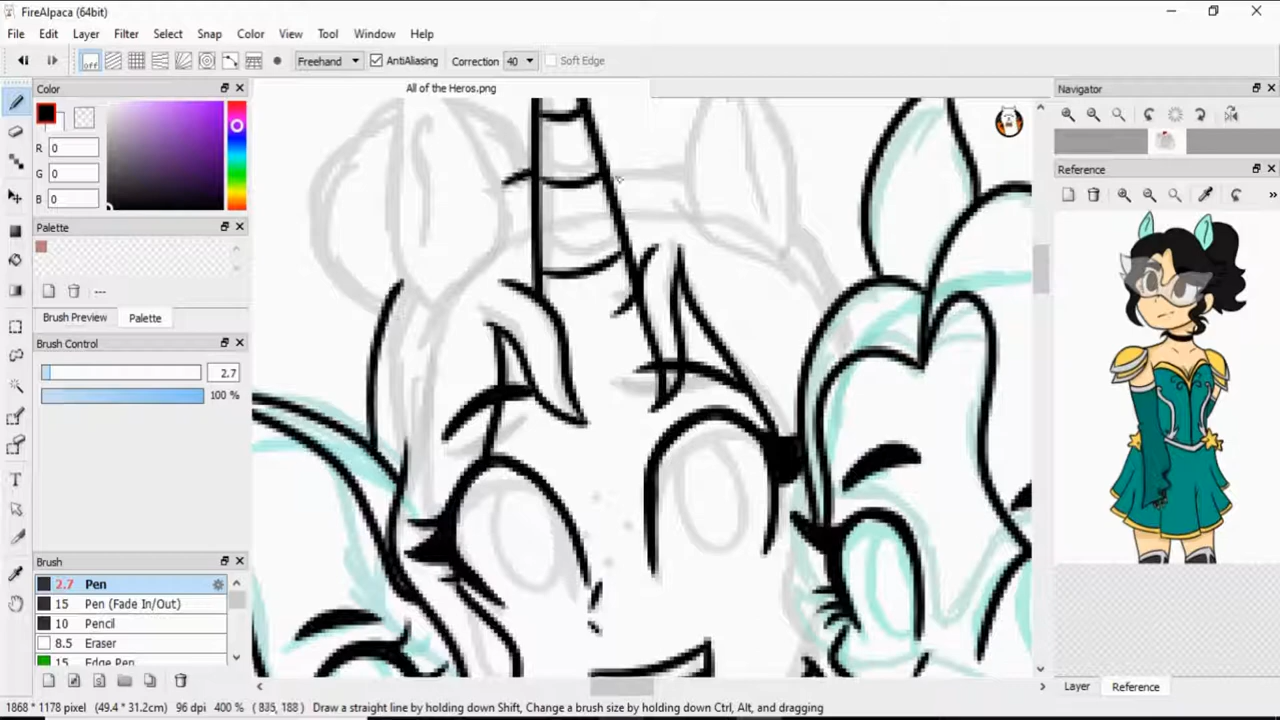 FireAlpaca (64bit)
File Edit Layer Filter Select Snap Color View Tool Window Help
off Freehand AntiAliasing Correction 40 Soft Edge
Color
All of the Heros.png
Navigator
R 0
G 0
B 0
Reference
Palette
Brush Preview Palette
Brush Control
2.7
100 %
Brush
2.7 Pen
15 Pen (Fade In/Out)
10 Pencil
8.5 Eraser
15 Edge Pen
Layer Reference
1868 * 1178 pixel (49.4 * 31.2cm) 96 dpi 400 % ( 835, 188 ) Draw a straight line by holding down Shift, Change a brush size by holding down Ctrl, Alt, and dragging